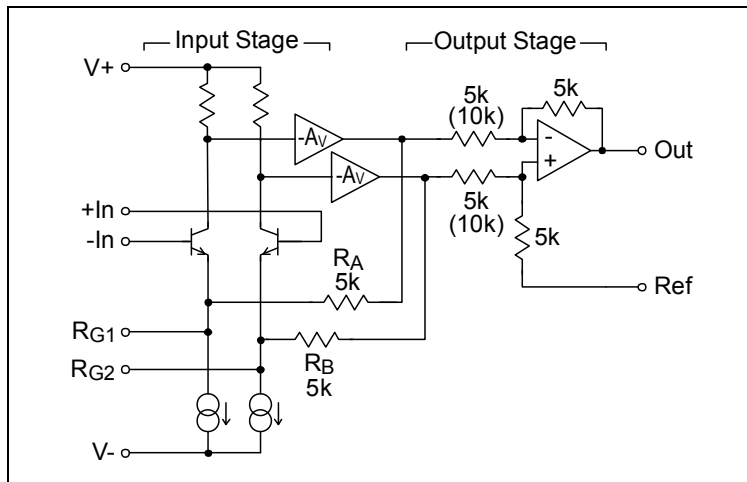 Input Stage
Output Stage
V+
5k
(10k)
5k
-AV
-
+
Out
-AV
+In
-In
5k
(10k)
5k
RA
5k
Ref
RG1
RG2
RB
5k
V-